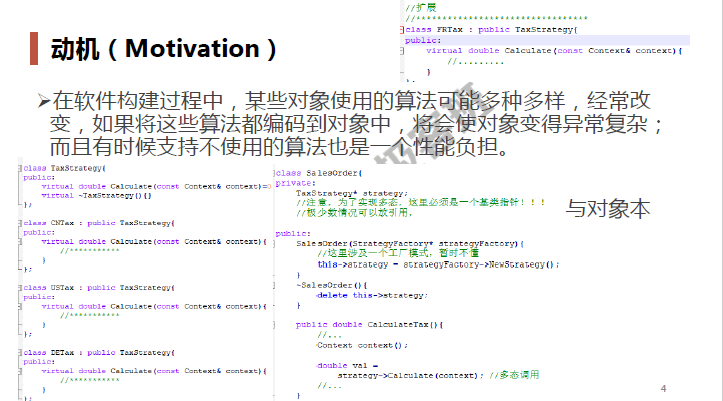 //扩展
//*********************************
class FRTax : public TaxStrategy{
public:
virtual double Calculate(const Context& context){
//.........
}
};
动机（Motivation）
➢在软件构建过程中，某些对象使用的算法可能多种多样，经常改
变，如果将这些算法都编码到对象中，将会使对象变得异常复杂；
而且有时候支持不使用的算法也是一个性能负担。
class TaxStrategy{
public:
virtual double Calculate(const Context& context)=0
virtual ~TaxStrategy(){}
};
class CNTax : public TaxStrategy{
public:
virtual double Calculate(const Context& context){
//***********
}
};
class USTax : public TaxStrategy{
public:
virtual double Calculate(const Context& context){
//***********
}
};
class DETax : public TaxStrategy{
public:
virtual double Calculate(const Context& context){
//***********
}
class SalesOrder{
private:
TaxStrategy* strategy;
//注意，为了实现多态，这里必须是一个基类指针！！！
//极少数情况可以放引用，
public:
SalesOrder(StrategyFactory* strategyFactory){
//这里涉及一个工厂模式，暂时不懂
this->strategy = strategyFactory->NewStrategy();
}
~SalesOrder(){
delete this->strategy;
}
public double CalculateTax(){
//...
Context context();
double val =
strategy->Calculate(context); //多态调用
//...
}
与对象本
4